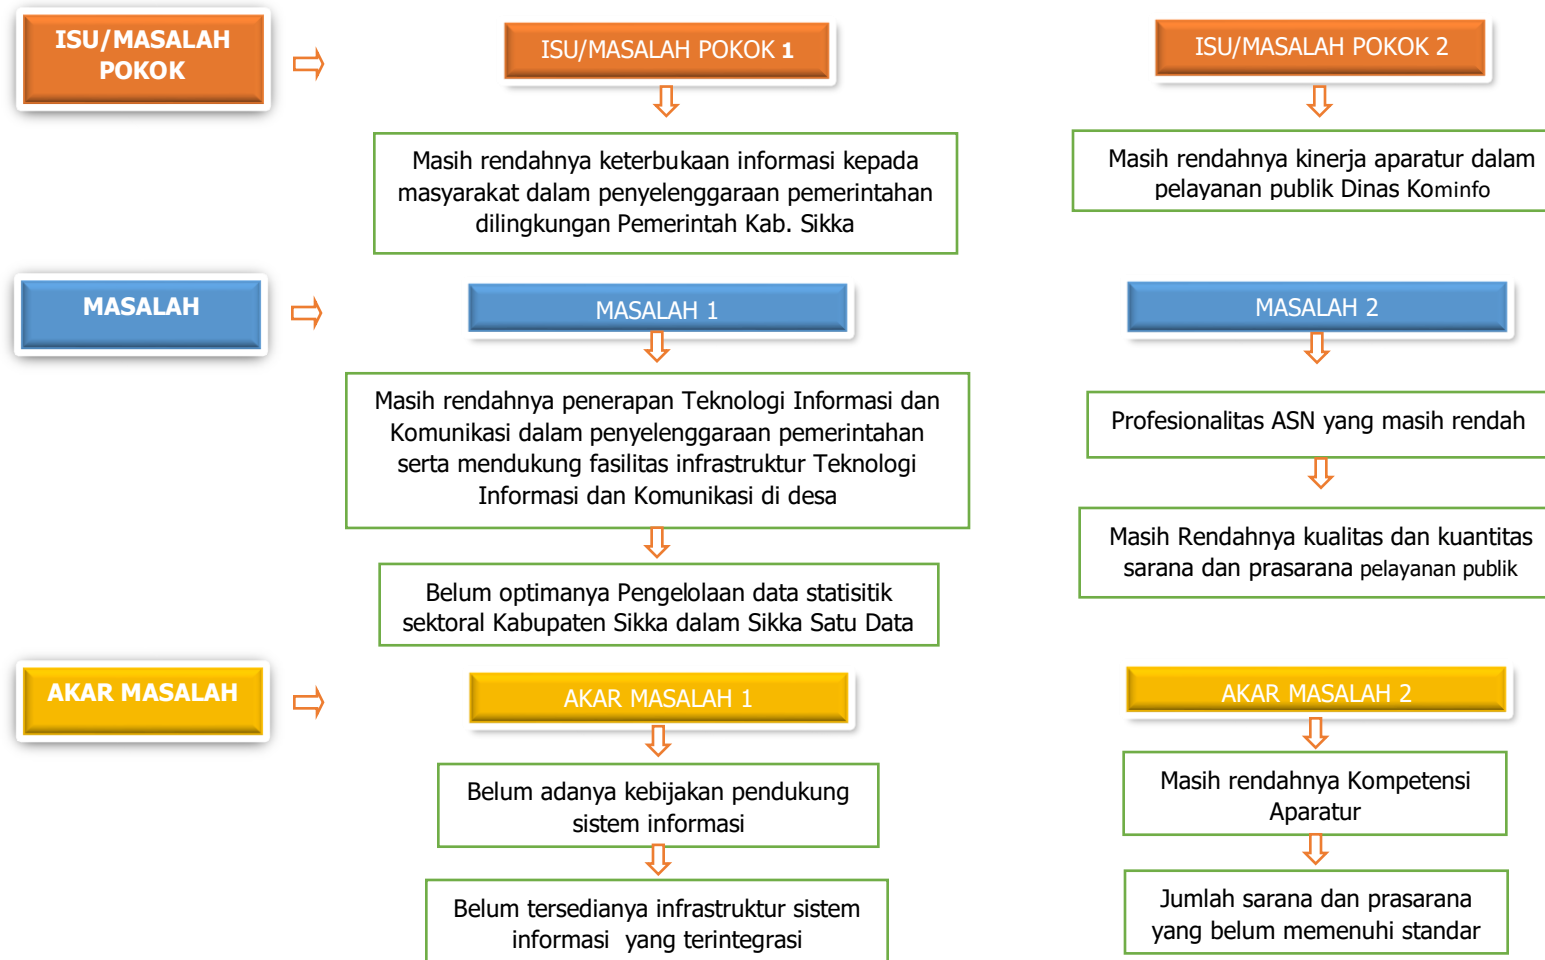 ISU/MASALAH
POKOK
ISU/MASALAH POKOK 1
Masih rendahnya keterbukaan informasi kepada
masyarakat dalam penyelenggaraan pemerintahan
dilingkungan Pemerintah Kab. Sikka
ISU/MASALAH POKOK 2
Masih rendahnya kinerja aparatur dalam
pelayanan publik Dinas Kominfo
MASALAH
MASALAH 1
Masih rendahnya penerapan Teknologi Informasi dan
Komunikasi dalam penyelenggaraan pemerintahan
serta mendukung fasilitas infrastruktur Teknologi
Informasi dan Komunikasi di desa
Belum optimanya Pengelolaan data statisitik
sektoral Kabupaten Sikka dalam Sikka Satu Data
MASALAH 2
Profesionalitas ASN yang masih rendah
Masih Rendahnya kualitas dan kuantitas
sarana dan prasarana pelayanan publik
AKAR MASALAH
AKAR MASALAH 1
Belum adanya kebijakan pendukung
sistem informasi
Belum tersedianya infrastruktur sistem
informasi yang terintegrasi
AKAR MASALAH 2
Masih rendahnya Kompetensi
Aparatur
Jumlah sarana dan prasarana
yang belum memenuhi standar